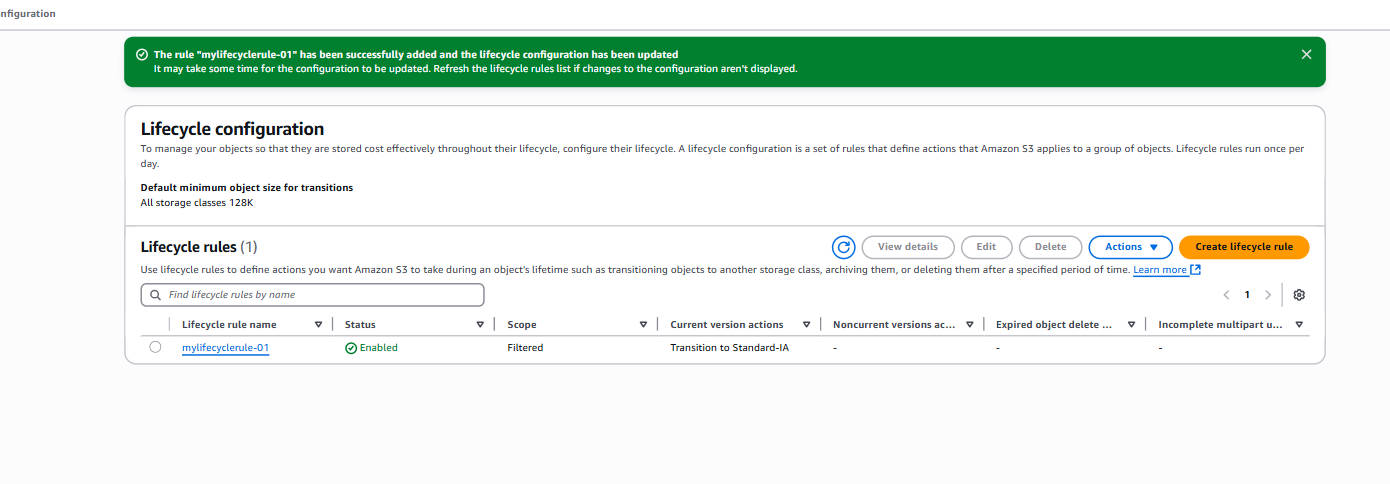 nfiguration
The rule "mylifecyclerule-01" has been successfully added and the lifecycle configuration has been updated
It may take some time for the configuration to be updated. Refresh the lifecycle rules list if changes to the configuration aren't displayed.
Lifecycle configuration
To manage your objects so that they are stored cost effectively throughout their lifecycle, configure their lifecycle. A lifecycle configuration is a set of rules that define actions that Amazon S3 applies to a group of objects. Lifecycle rules run once per
day.
Default minimum object size for transitions
All storage classes 128K
Lifecycle rules (1)
View details
Edit
Delete
Actions
Create lifecycle rule
Use lifecycle rules to define actions you want Amazon S3 to take during an object's lifetime such as transitioning objects to another storage class, archiving them, or deleting them after a specified period of time. Learn more
Find lifecycle rules by name
1
Lifecycle rule name Status Scope Current version actions Noncurrent versions ac... Expired object delete ... Incomplete multipart u...
mylifecyclerule-01 Enabled Filtered Transition to Standard-IA - - -